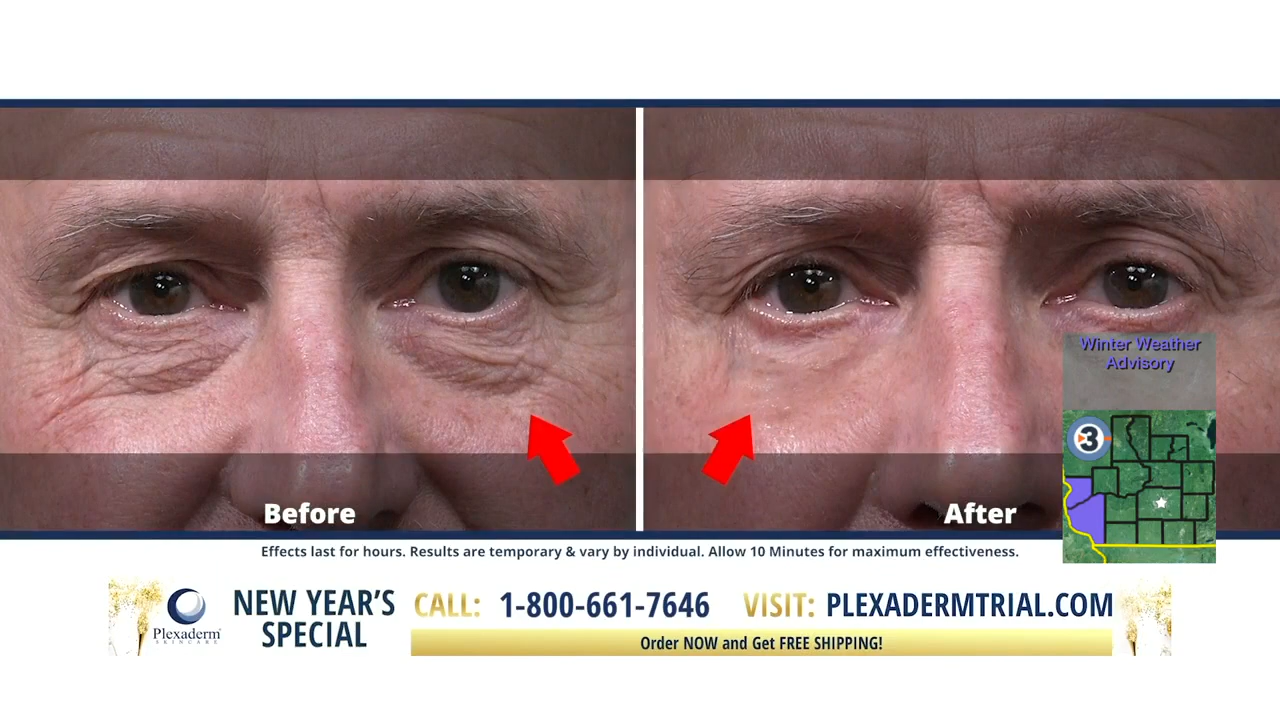 Winter Weather
Advisory
3
Before
After
Effects last for hours. Results are temporary & vary by individual. Allow 10 Minutes for maximum effectiveness.
Plexaderm
SKINCARE
NEW YEAR'S
SPECIAL
CALL: 1-800-661-7646 VISIT: PLEXADERMTRIAL.COM
Order NOW and Get FREE SHIPPING!